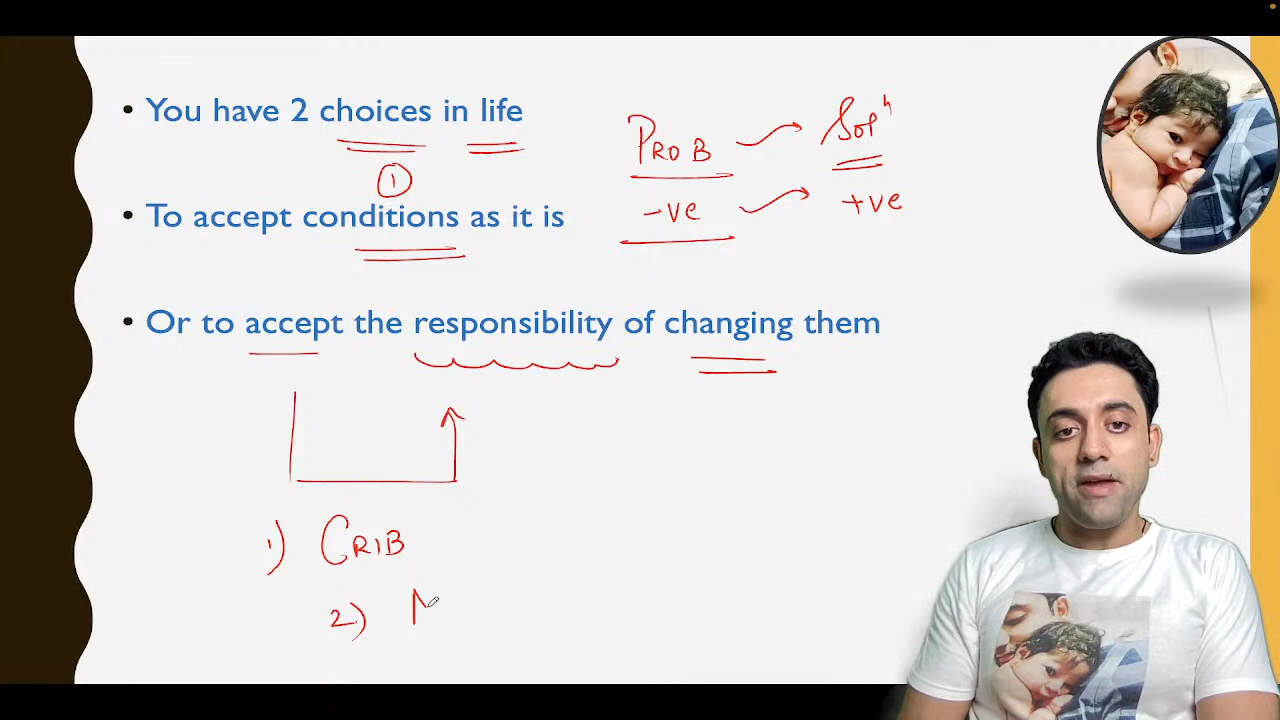 • You have 2 choices in life
PROB → Solⁿ
①
• To accept conditions as it is
-ve → +ve
• Or to accept the responsibility of changing them
1) CRIB
2)